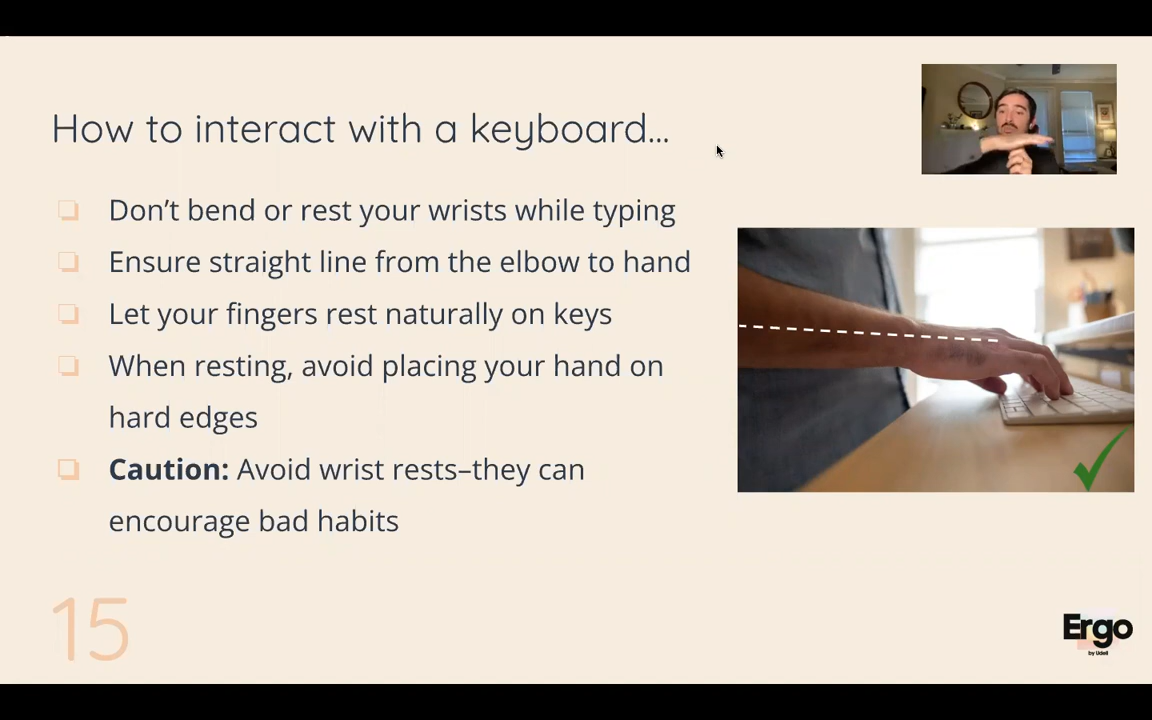 How to interact with a keyboard...
Don't bend or rest your wrists while typing
Ensure straight line from the elbow to hand
Let your fingers rest naturally on keys
When resting, avoid placing your hand on
hard edges
Caution: Avoid wrist rests–they can
encourage bad habits
15
Ergo
by Udell